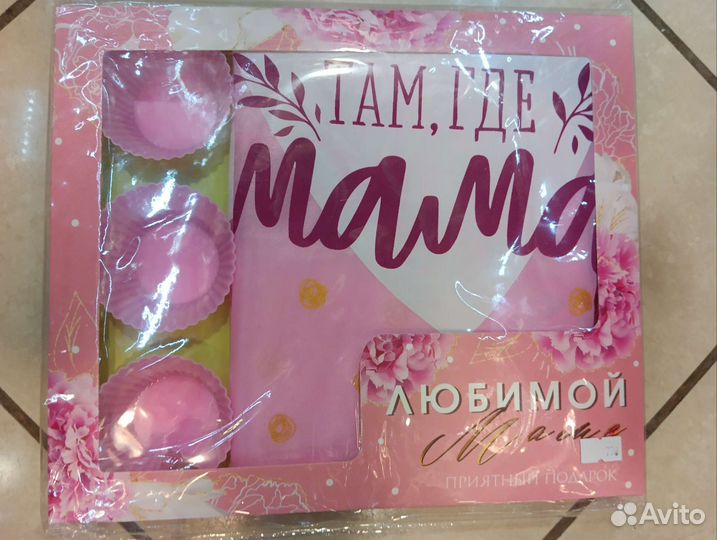 ТАМ, ГДЕ
мама
ЛЮБИМОЙ
Маме
ПРИЯТНЫЙ ПОДАРОК
Avito